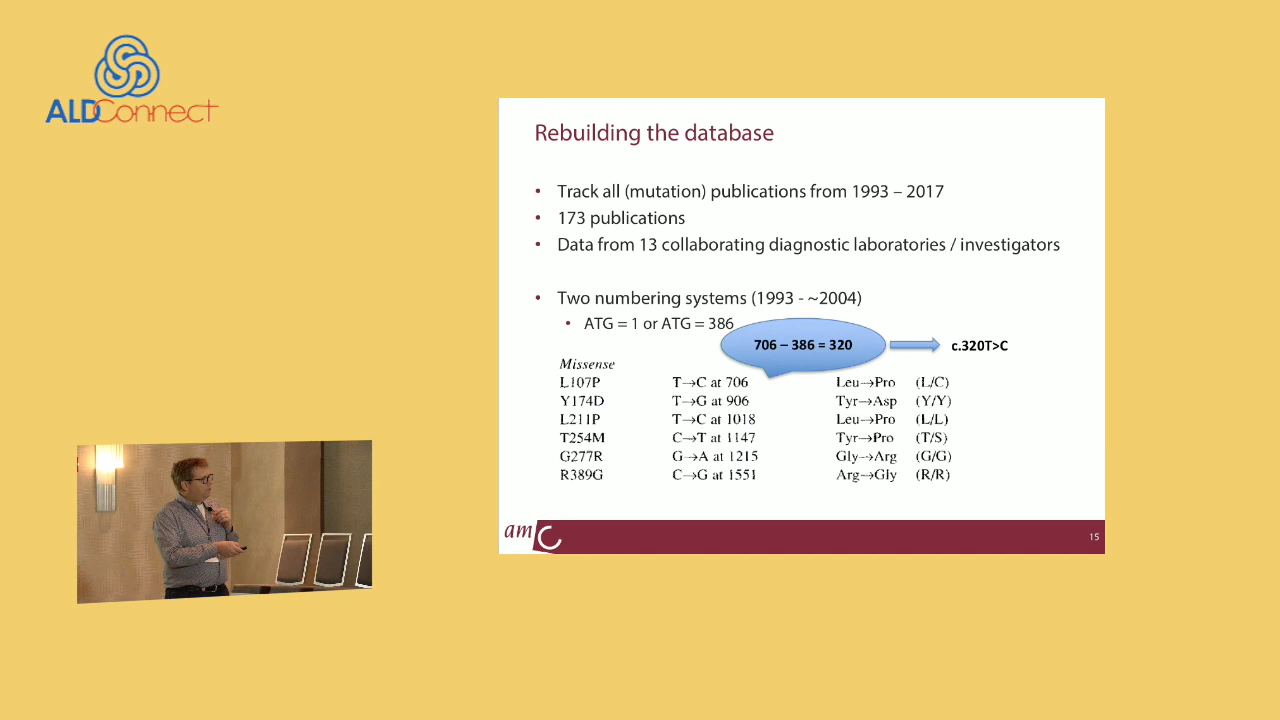 ALDConnect
Rebuilding the database
• Track all (mutation) publications from 1993 – 2017
• 173 publications
• Data from 13 collaborating diagnostic laboratories / investigators
• Two numbering systems (1993 - ~2004)
• ATG = 1 or ATG = 386
706 – 386 = 320
c.320T>C
Missense
L107P T→C at 706 Leu→Pro (L/C)
Y174D T→G at 906 Tyr→Asp (Y/Y)
L211P T→C at 1018 Leu→Pro (L/L)
T254M C→T at 1147 Tyr→Pro (T/S)
G277R G→A at 1215 Gly→Arg (G/G)
R389G C→G at 1551 Arg→Gly (R/R)
amc
15